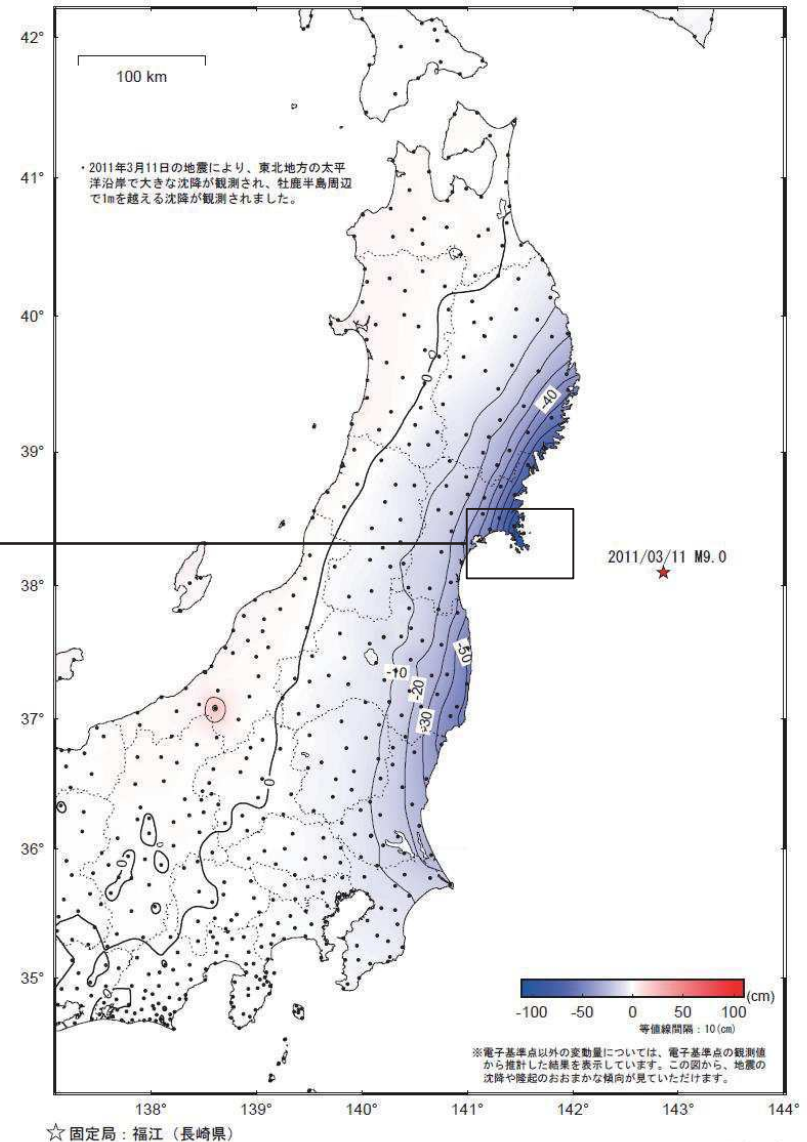 42°
100 km
・2011年3月11日の地震により、東北地方の太平
洋沿岸で大きな沈降が観測され、牡鹿半島周辺
で1mを越える沈降が観測されました。
41°
40°
0
-40
39°
2011/03/11 M9.0
38°
-50
-10
-20
-30
37°
0
36°
0
0
0
0
0
35°
0
-100 -50 0 50 100 (cm)
等値線間隔：10(cm)
※電子基準点以外の変動量については、電子基準点の観測値
から推計した結果を表示しています。この図から、地震の
沈降や隆起のおおまかな傾向が見ていただけます。
138° 139° 140° 141° 142° 143° 144°
☆ 固定局：福江（長崎県）